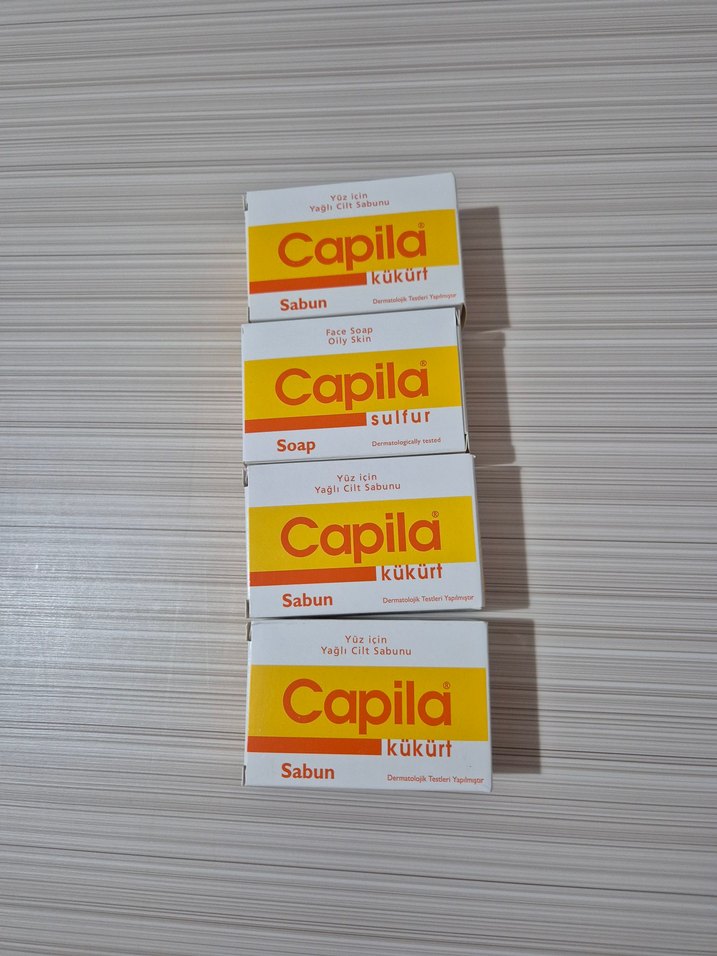 Yüz için
Yağlı Cilt Sabunu
Capila®
kükürt
Sabun
Dermatolojik Testleri Yapılmıştır
Face Soap
Oily Skin
Capila®
sulfur
Soap
Dermatologically tested
Yüz için
Yağlı Cilt Sabunu
Capila®
kükürt
Sabun
Dermatolojik Testleri Yapılmıştır
Yüz için
Yağlı Cilt Sabunu
Capila®
kükürt
Sabun
Dermatolojik Testleri Yapılmıştır